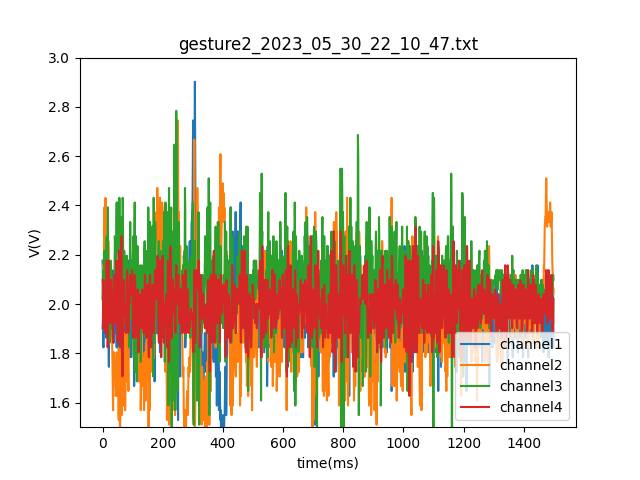 gesture2_2023_05_30_22_10_47.txt
3.0
2.8
2.6
2.4
2.2
2.0
1.8
1.6
V(V)
channel1
channel2
channel3
channel4
0 200 400 600 800 1000 1200 1400
time(ms)